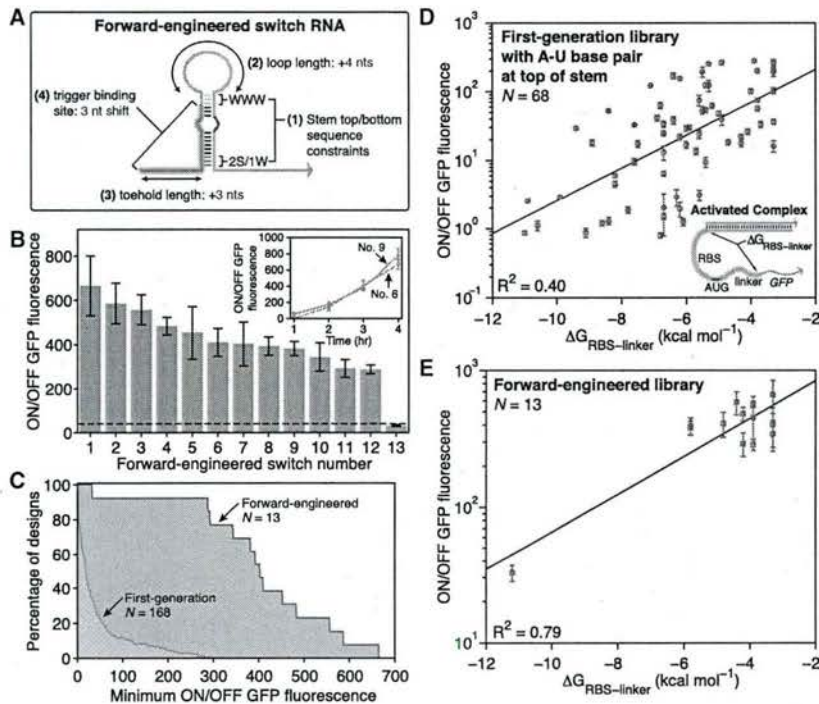 A
Forward-engineered switch RNA
(2) loop length: +4 nts
(4) trigger binding
site: 3 nt shift
WWW
(1) Stem top/bottom
sequence
constraints
2S/1W
(3) toehold length: +3 nts
B
ON/OFF GFP fluorescence
800
600
400
200
0
1 2 3 4 5 6 7 8 9 10 11 12 13
Forward-engineered switch number
ON/OFF GFP
fluorescence
1000
800
600
400
200
0
No. 9
No. 6
1 2 3 4
Time (hr)
C
Percentage of designs
100
80
60
40
20
0
Forward-engineered
N = 13
First-generation
N = 168
0 100 200 300 400 500 600 700
Minimum ON/OFF GFP fluorescence
D
First-generation library
with A-U base pair
at top of stem
N = 68
ON/OFF GFP fluorescence
10³
10²
10¹
10⁰
10⁻¹
Activated Complex
ΔG RBS–linker
RBS
AUG
linker
GFP
R² = 0.40
−12 −10 −8 −6 −4 −2
ΔG RBS–linker (kcal mol⁻¹)
E
Forward-engineered library
N = 13
ON/OFF GFP fluorescence
10³
10²
10¹
R² = 0.79
−12 −10 −8 −6 −4 −2
ΔG RBS–linker (kcal mol⁻¹)